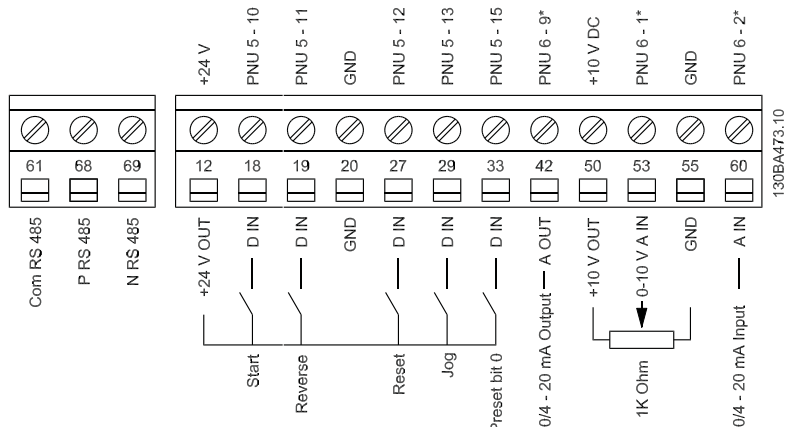 +24 V
PNU 5 - 10
PNU 5 - 11
GND
PNU 5 - 12
PNU 5 - 13
PNU 5 - 15
PNU 6 - 9*
+10 V DC
PNU 6 - 1*
GND
PNU 6 - 2*
61 68 69
12 18 19 20 27 29 33 42 50 53 55 60
130BA473.10
Com RS 485
P RS 485
N RS 485
+24 V OUT
D IN
D IN
GND
D IN
D IN
D IN
0/4 - 20 mA Output — A OUT
+10 V OUT
0-10 V A IN
GND
0/4 - 20 mA Input — A IN
Start
Reverse
Reset
Jog
Preset bit 0
1K Ohm